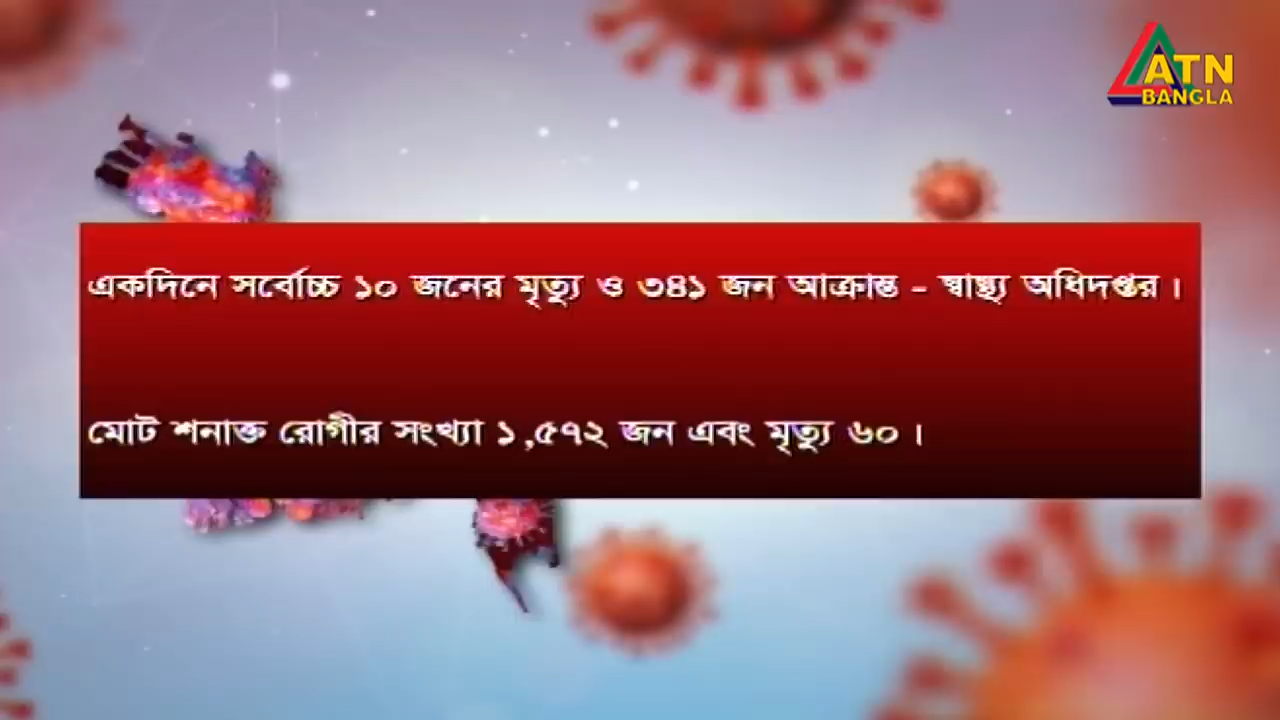 ATN
BANGLA
একদিনে সর্বোচ্চ ১০ জনের মৃত্যু ও ৩৪১ জন আক্রান্ত - স্বাস্থ্য অধিদপ্তর।
মোট শনাক্ত রোগীর সংখ্যা ১,৫৭২ জন এবং মৃত্যু ৬০।